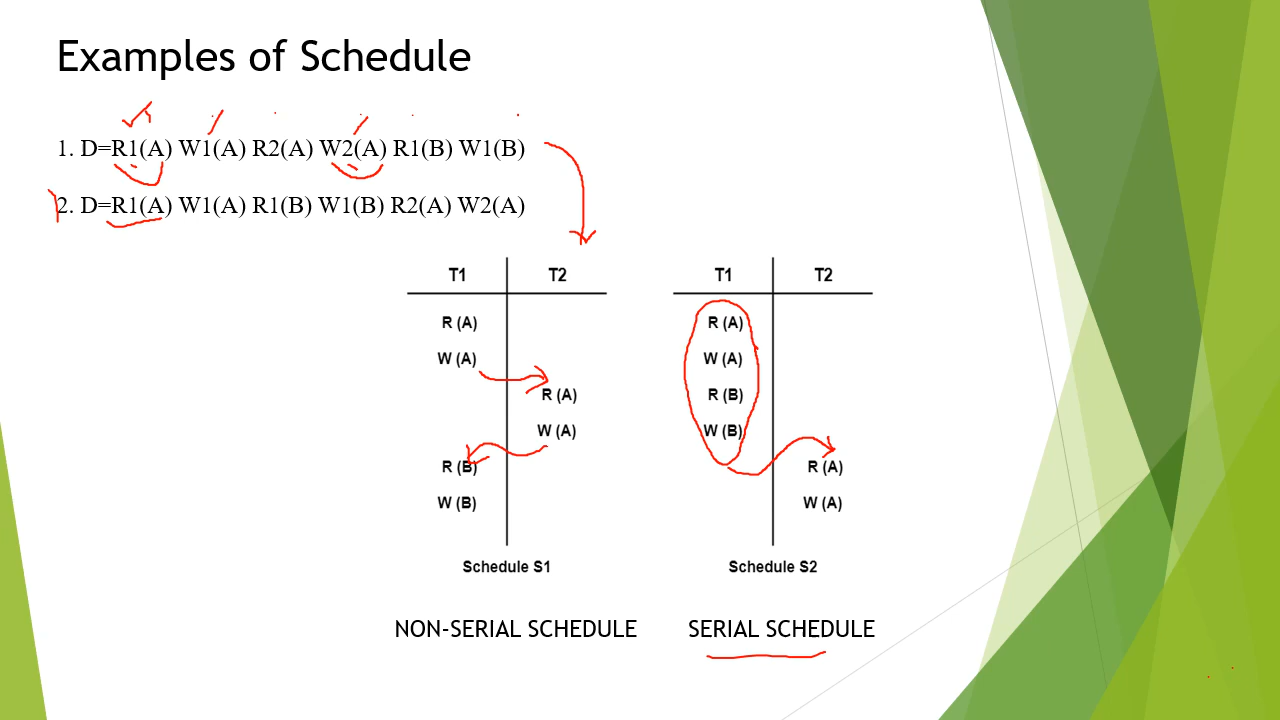 Examples of Schedule
1. D=R1(A) W1(A) R2(A) W2(A) R1(B) W1(B)
2. D=R1(A) W1(A) R1(B) W1(B) R2(A) W2(A)
T1 T2
R (A)
W (A)
R (A)
W (A)
R (B)
W (B)
Schedule S1
NON-SERIAL SCHEDULE
T1 T2
R (A)
W (A)
R (B)
W (B)
R (A)
W (A)
Schedule S2
SERIAL SCHEDULE